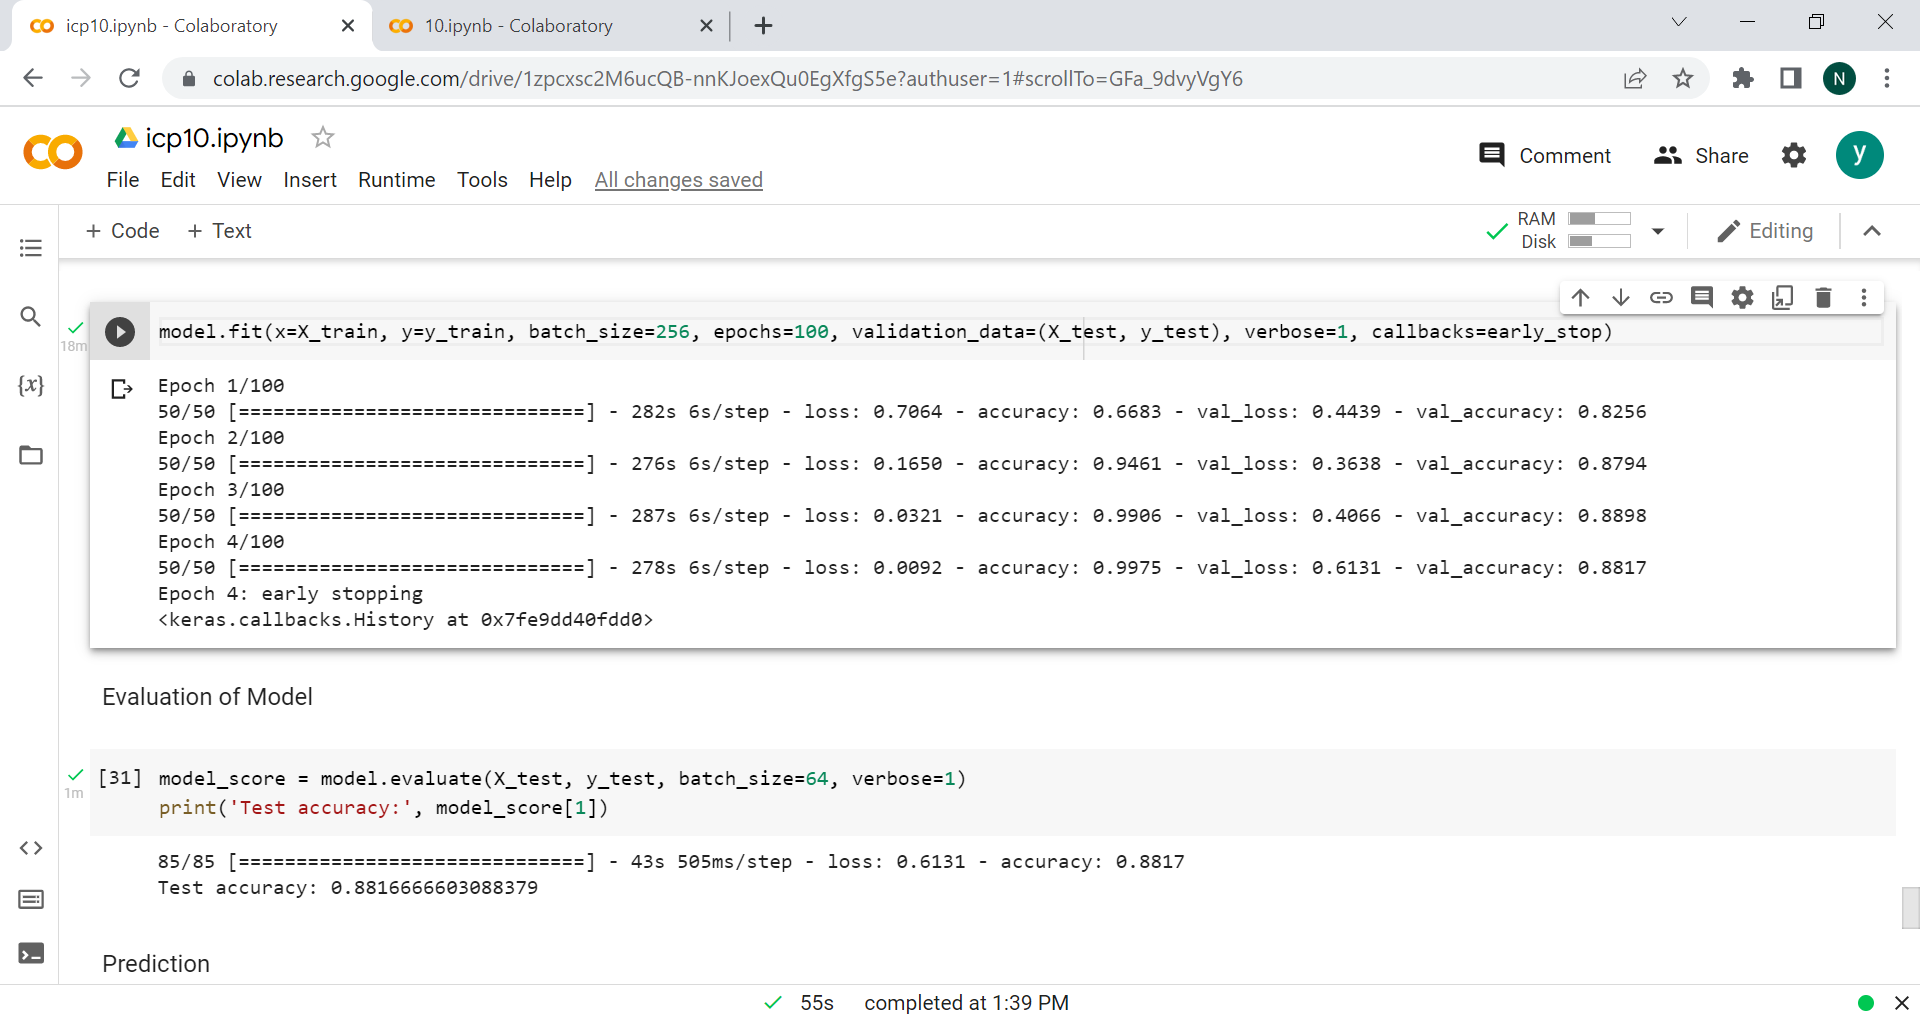 icp10.ipynb - Colaboratory
10.ipynb - Colaboratory
colab.research.google.com/drive/1zpcxsc2M6ucQB-nnKJoexQu0EgXfgS5e?authuser=1#scrollTo=GFa_9dvyVgY6
N
icp10.ipynb
Comment
Share
y
File Edit View Insert Runtime Tools Help All changes saved
+ Code + Text
RAM
Disk
Editing
18m
model.fit(x=X_train, y=y_train, batch_size=256, epochs=100, validation_data=(X_test, y_test), verbose=1, callbacks=early_stop)
{x}
Epoch 1/100
50/50 [==============================] - 282s 6s/step - loss: 0.7064 - accuracy: 0.6683 - val_loss: 0.4439 - val_accuracy: 0.8256
Epoch 2/100
50/50 [==============================] - 276s 6s/step - loss: 0.1650 - accuracy: 0.9461 - val_loss: 0.3638 - val_accuracy: 0.8794
Epoch 3/100
50/50 [==============================] - 287s 6s/step - loss: 0.0321 - accuracy: 0.9906 - val_loss: 0.4066 - val_accuracy: 0.8898
Epoch 4/100
50/50 [==============================] - 278s 6s/step - loss: 0.0092 - accuracy: 0.9975 - val_loss: 0.6131 - val_accuracy: 0.8817
Epoch 4: early stopping
<keras.callbacks.History at 0x7fe9dd40fdd0>
Evaluation of Model
1m
[31] model_score = model.evaluate(X_test, y_test, batch_size=64, verbose=1)
print('Test accuracy:', model_score[1])
85/85 [==============================] - 43s 505ms/step - loss: 0.6131 - accuracy: 0.8817
Test accuracy: 0.8816666603088379
Prediction
55s completed at 1:39 PM